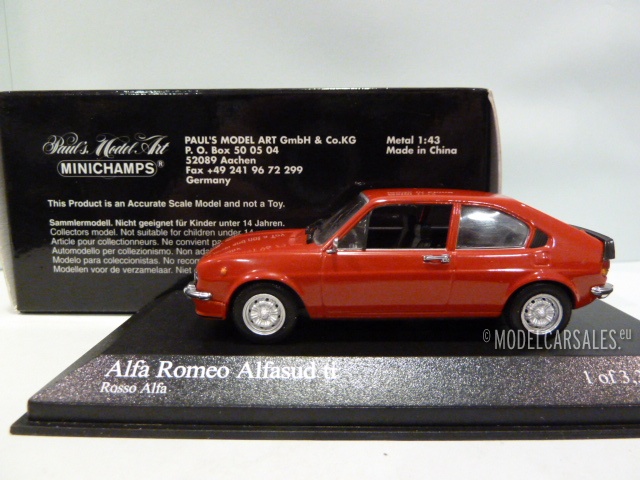 Paul's Model Art
MINICHAMPS®
PAUL'S MODEL ART GmbH & Co.KG
P. O. Box 50 05 04
52089 Aachen
Fax +49 241 96 72 299
Germany
Metal 1:43
Made in China
This Product is an Accurate Scale Model and not a Toy.
Sammlermodell. Nicht geeignet für Kinder unter 14 Jahren.
Collectors model. Not suitable for children under 14
Article pour collectionneurs. Ne convient pa
Automodello per collezionismo. Non ada
Modelo para coleccionistas. No recome
Modellen voor de verzamelaar. Niet
© MODELCARSALES.eu
Alfa Romeo Alfasud ti
Rosso Alfa
1 of 3.